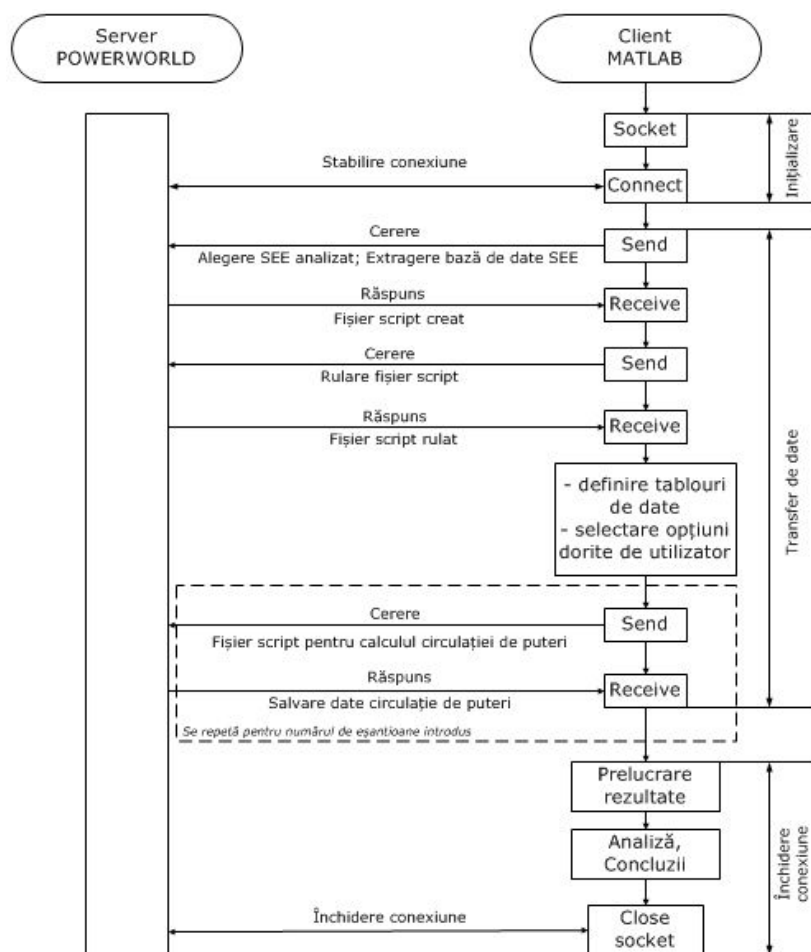 Server
POWERWORLD
Client
MATLAB
Socket
Inițializare
Stabilire conexiune
Connect
Cerere
Send
Alegere SEE analizat; Extragere bază de date SEE
Răspuns
Receive
Fișier script creat
Cerere
Send
Rulare fișier script
Răspuns
Receive
Fișier script rulat
Transfer de date
- definire tablouri
de date
- selectare opțiuni
dorite de utilizator
Cerere
Send
Fișier script pentru calculul circulației de puteri
Răspuns
Receive
Salvare date circulație de puteri
Se repetă pentru numărul de eșantioane introdus
Prelucrare
rezultate
Analiză,
Concluzii
Închidere
conexiune
Închidere conexiune
Close
socket